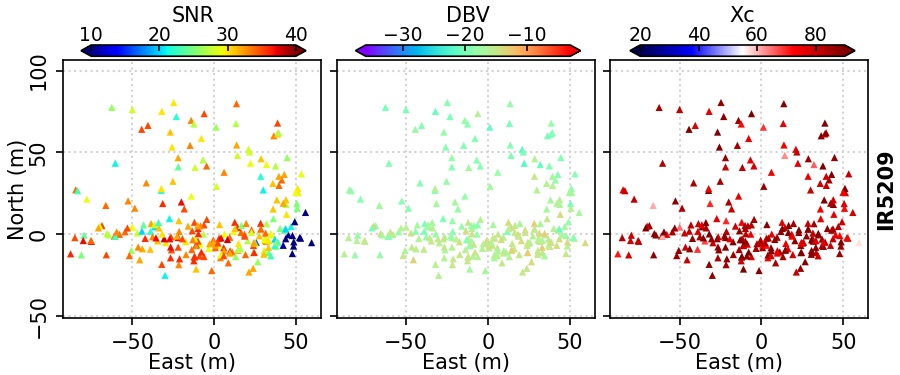 SNR DBV Xc
10 20 30 40 −30 −20 −10 20 40 60 80
100
50
0
−50
North (m)
IR5209
−50 0 50 −50 0 50 −50 0 50
East (m) East (m) East (m)